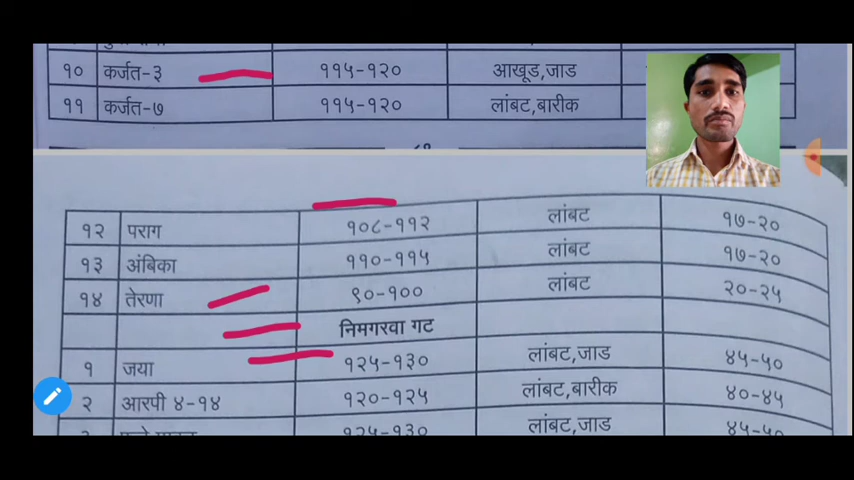 १० कर्जत-३ ११५-१२० आखूड,जाड
११ कर्जत-७ ११५-१२० लांबट,बारीक
१२ पराग १०८-११२ लांबट १७-२०
१३ अंबिका ११०-११५ लांबट १७-२०
१४ तेरणा ९०-१०० लांबट २०-२५
निमगरवा गट
१ जया १२५-१३० लांबट,जाड ४५-५०
२ आरपी ४-१४ १२०-१२५ लांबट,बारीक ४०-४५
१२५-१३० लांबट,जाड ४५-५०